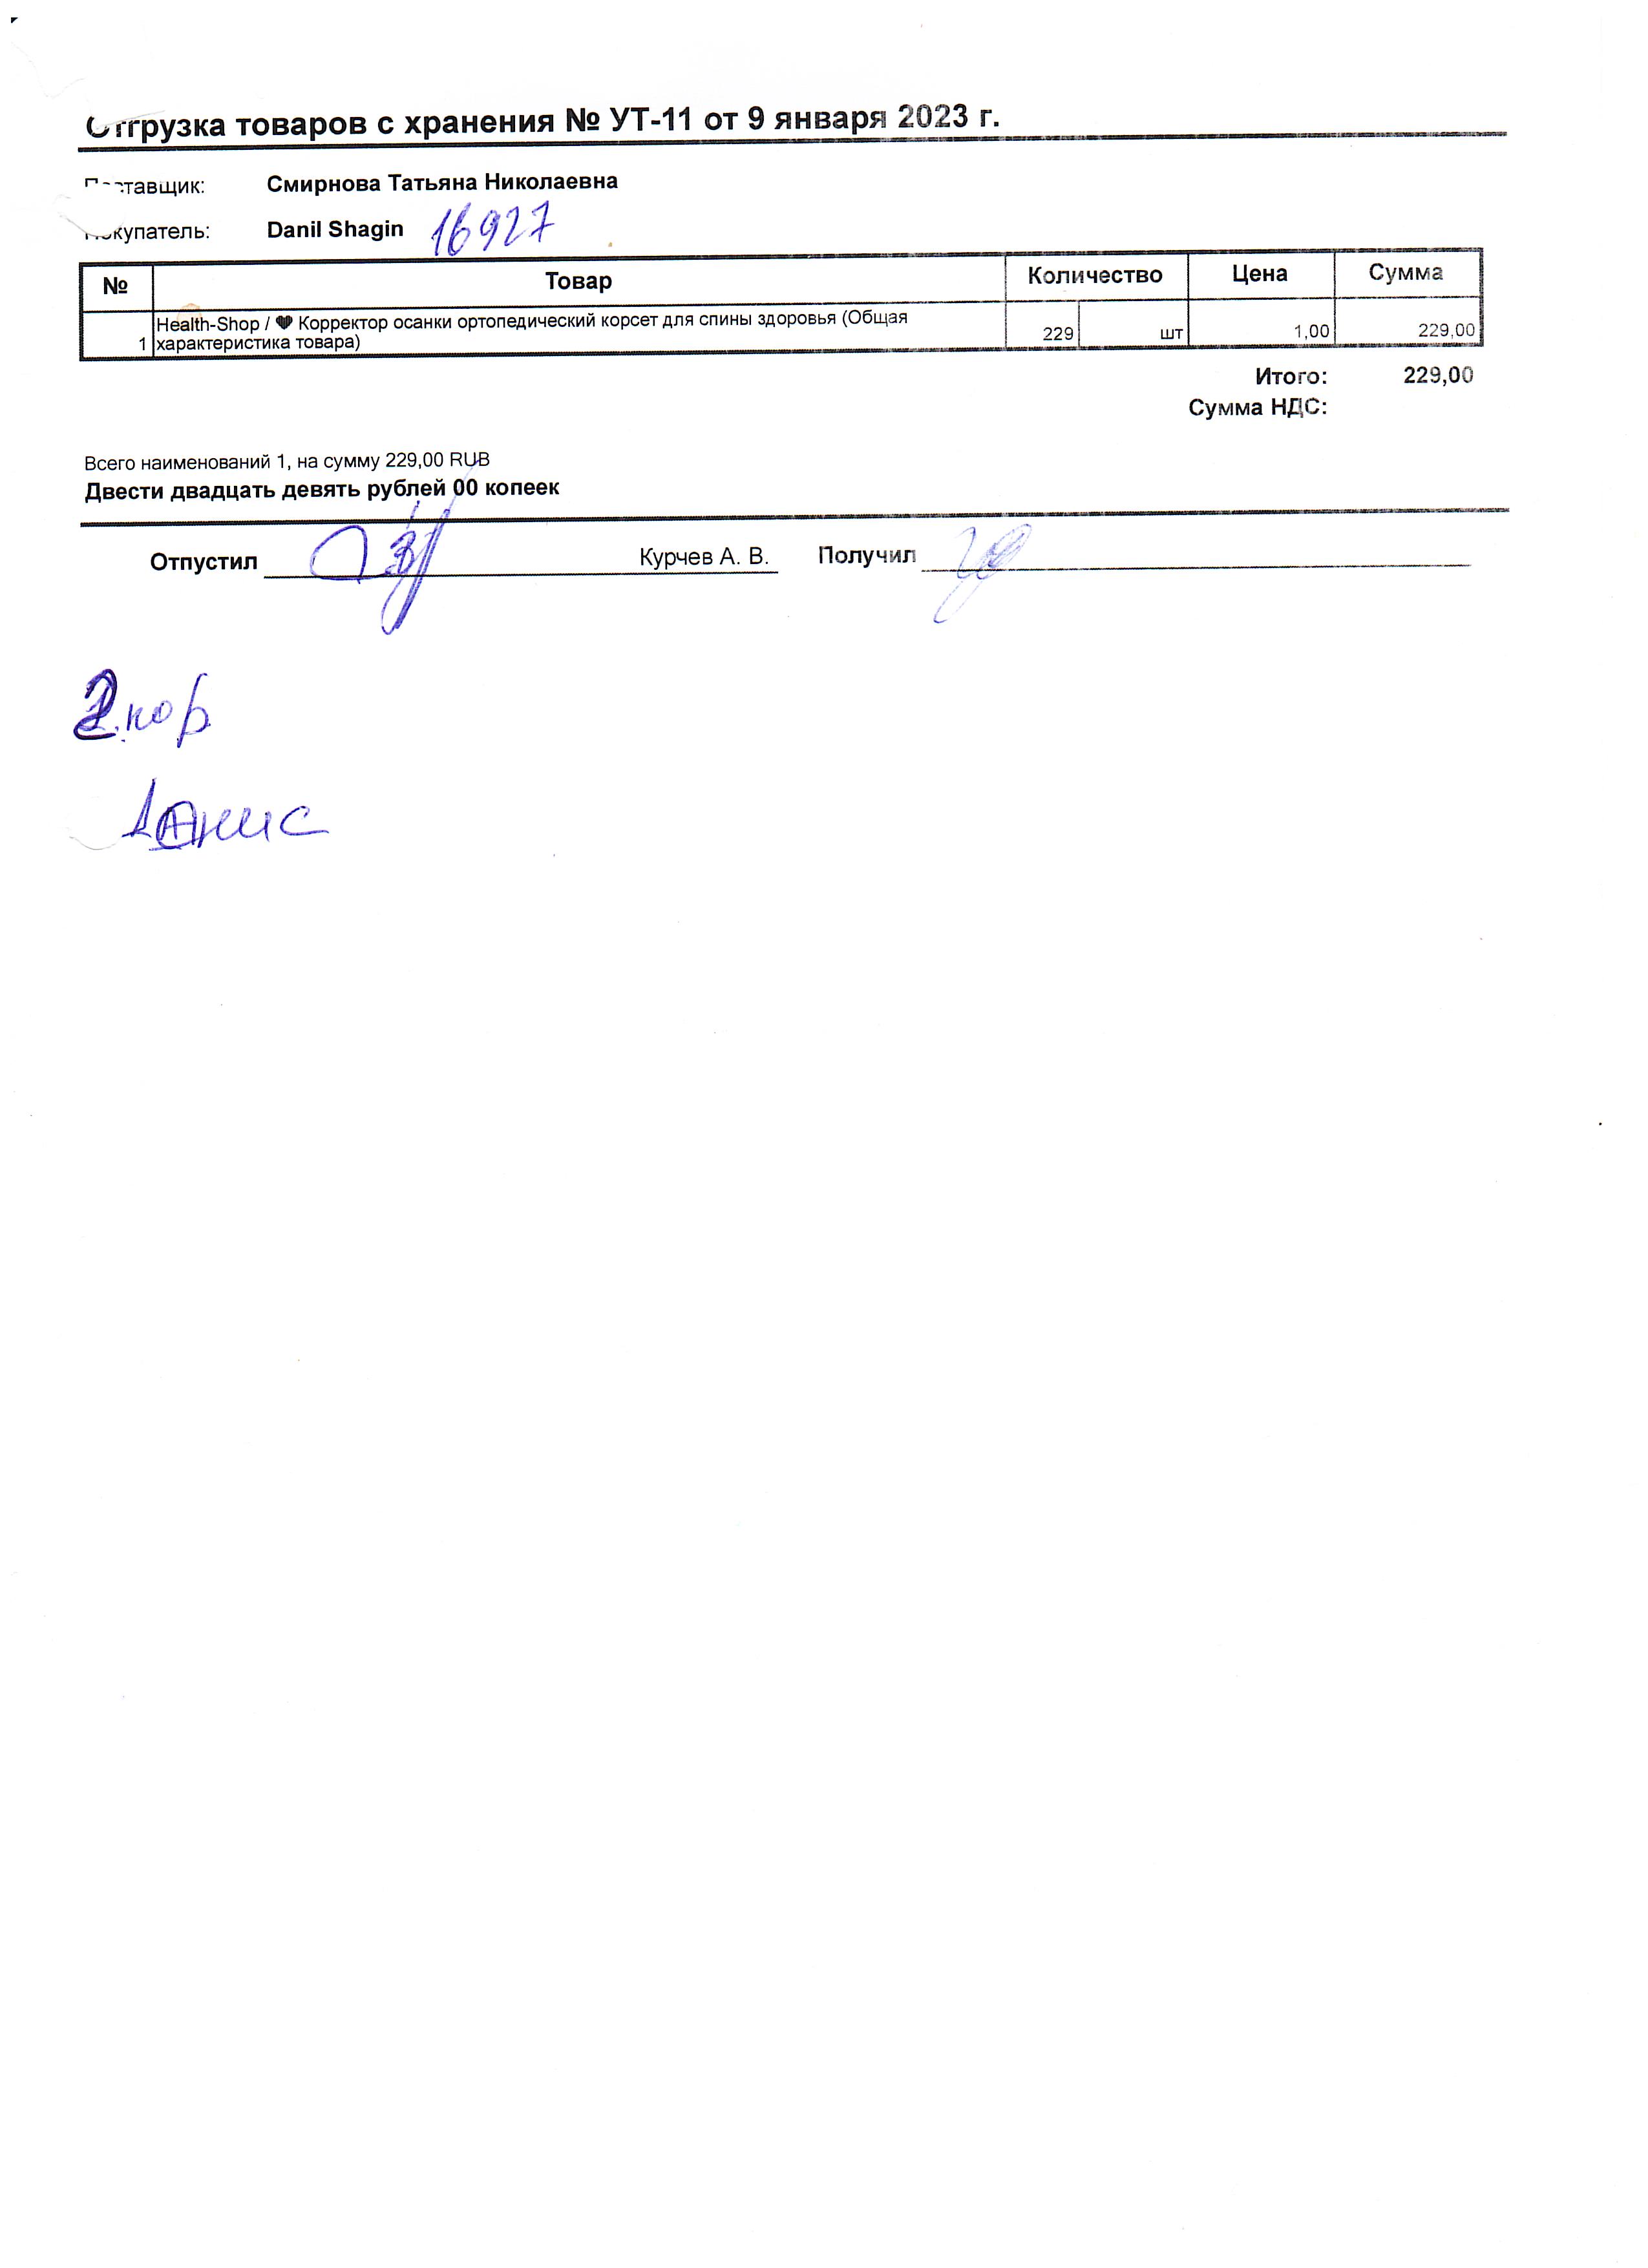 Отгрузка товаров с хранения № УТ-11 от 9 января 2023 г.
Поставщик: Смирнова Татьяна Николаевна
Покупатель: Danil Shagin 16927
№ Товар Количество Цена Сумма
1 Health-Shop / ♥ Корректор осанки ортопедический корсет для спины здоровья (Общая
характеристика товара) 229 шт 1,00 229,00
Итого: 229,00
Сумма НДС:
Всего наименований 1, на сумму 229,00 RUB
Двести двадцать девять рублей 00 копеек
Отпустил Курчев А. В. Получил
2 кор